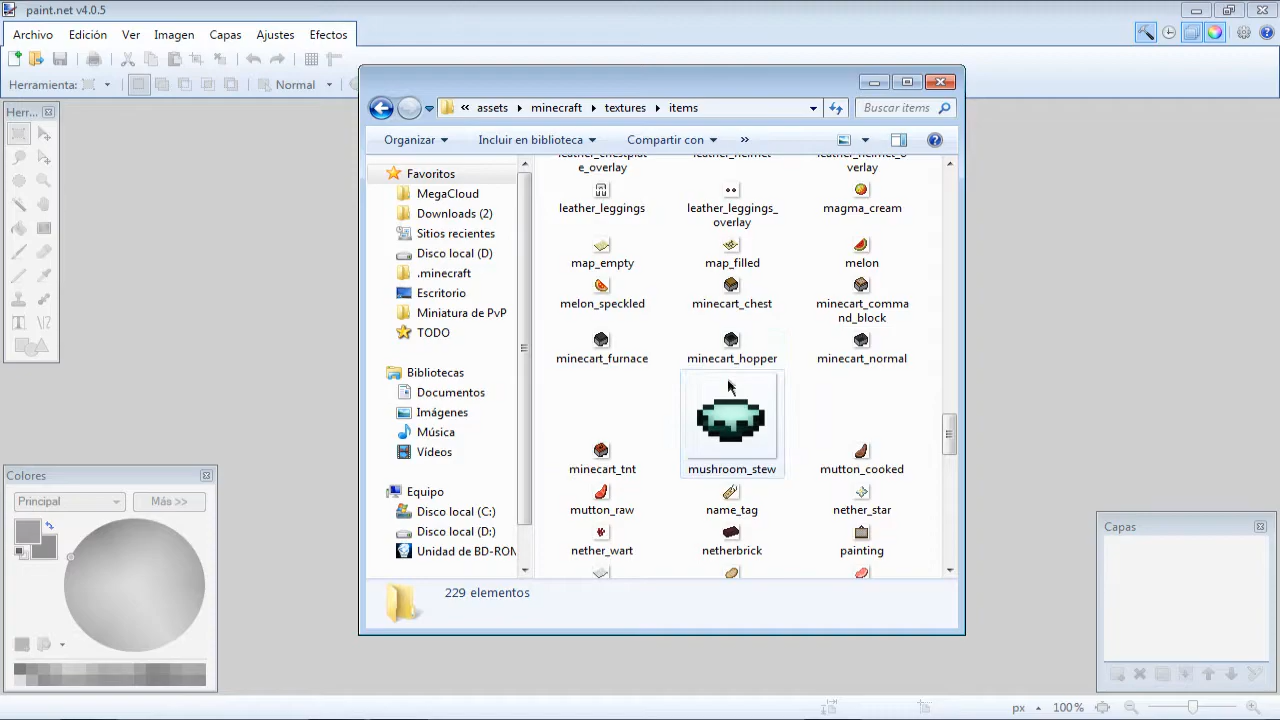 paint.net v4.0.5
Archivo Edición Ver Imagen Capas Ajustes Efectos
Herramienta: Normal
Herr...
assets minecraft textures items Buscar items
Organizar Incluir en biblioteca Compartir con »
Favoritos
MegaCloud
Downloads (2)
Sitios recientes
Disco local (D)
.minecraft
Escritorio
Miniatura de PvP
TODO
Bibliotecas
Documentos
Imágenes
Música
Vídeos
Equipo
Disco local (C:)
Disco local (D:)
Unidad de BD-ROM
leather_chestplat
e_overlay
leather_helmet
leather_helmet_o
verlay
leather_leggings
leather_leggings_
overlay
magma_cream
map_empty map_filled melon
melon_speckled minecart_chest minecart_comma
nd_block
minecart_furnace minecart_hopper minecart_normal
minecart_tnt mushroom_stew mutton_cooked
mutton_raw name_tag nether_star
nether_wart netherbrick painting
229 elementos
Colores
Principal Más >>
Capas
px 100%